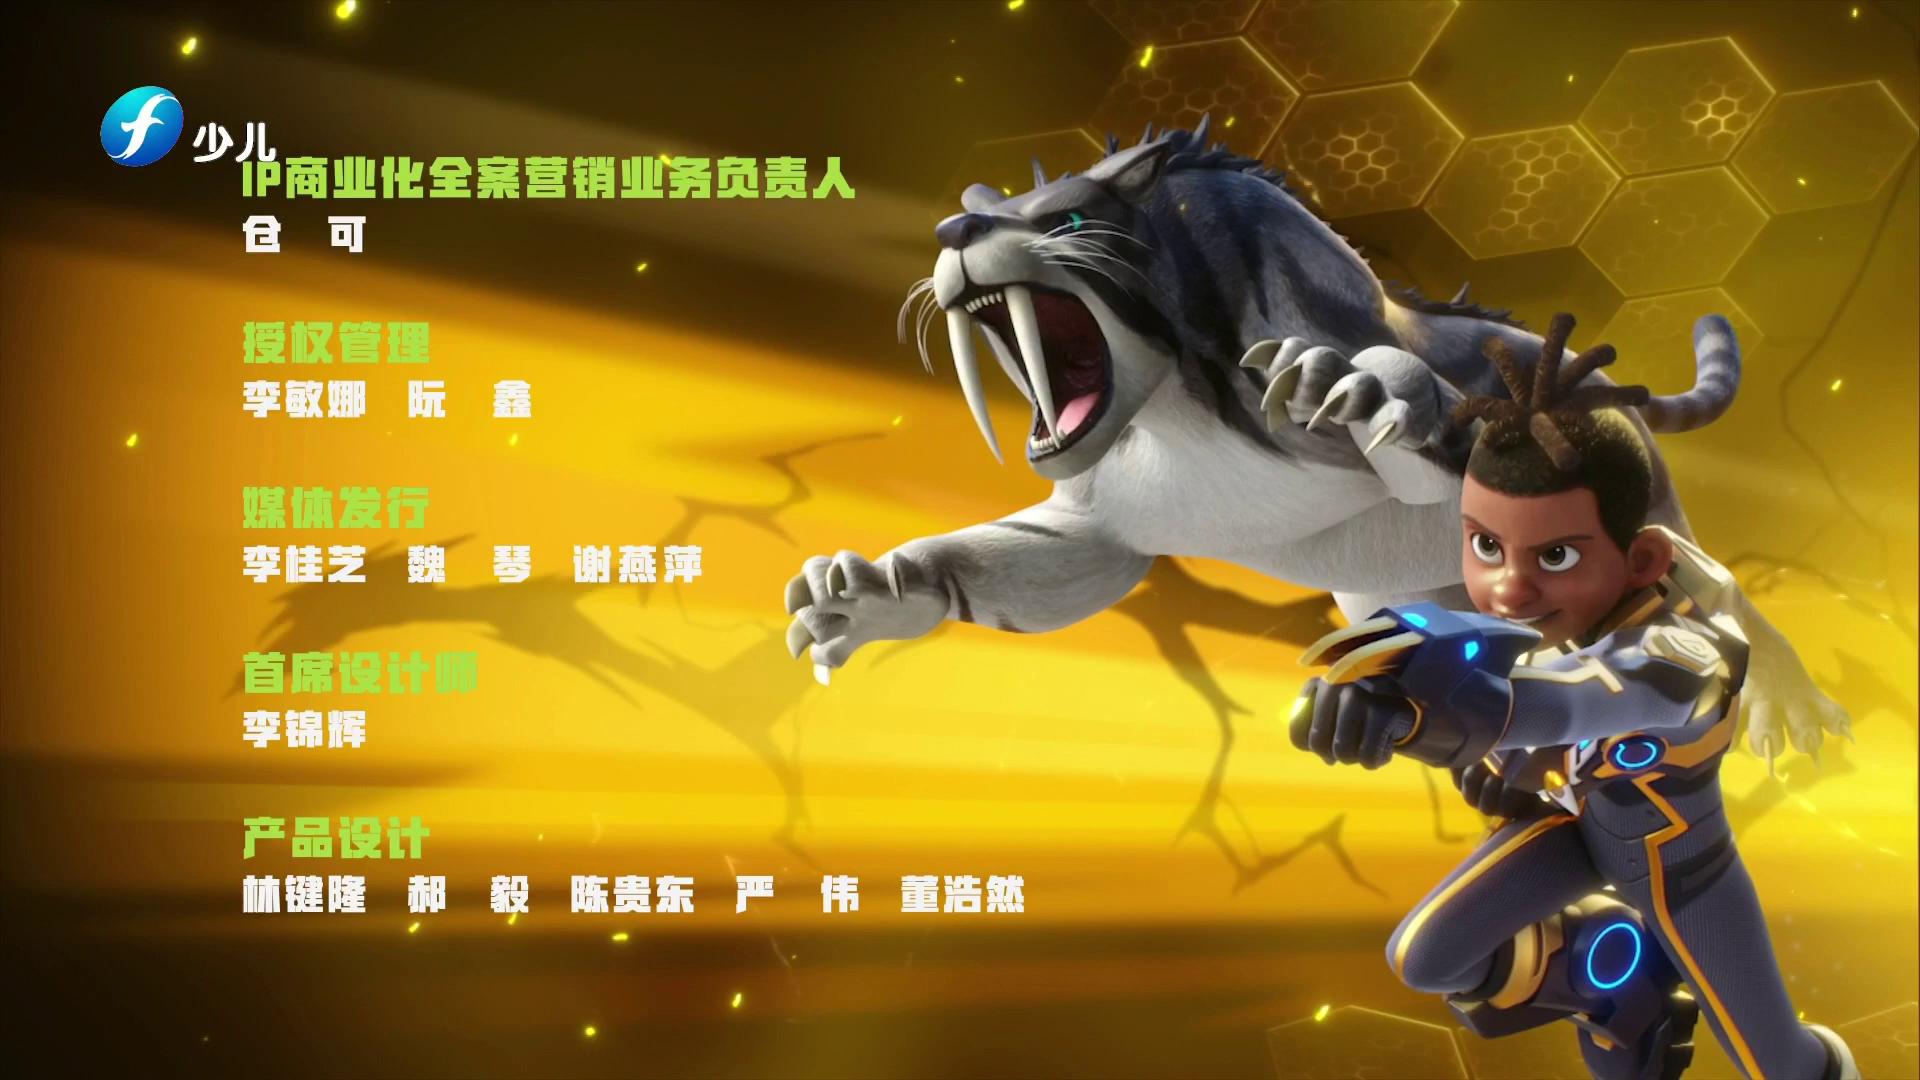 少儿
IP商业化全案营销业务负责人
仓 可
授权管理
李敏娜 阮 鑫
媒体发行
李桂芝 魏 琴 谢燕萍
首席设计师
李锦辉
产品设计
林键隆 郝 毅 陈贵东 严 伟 董浩然